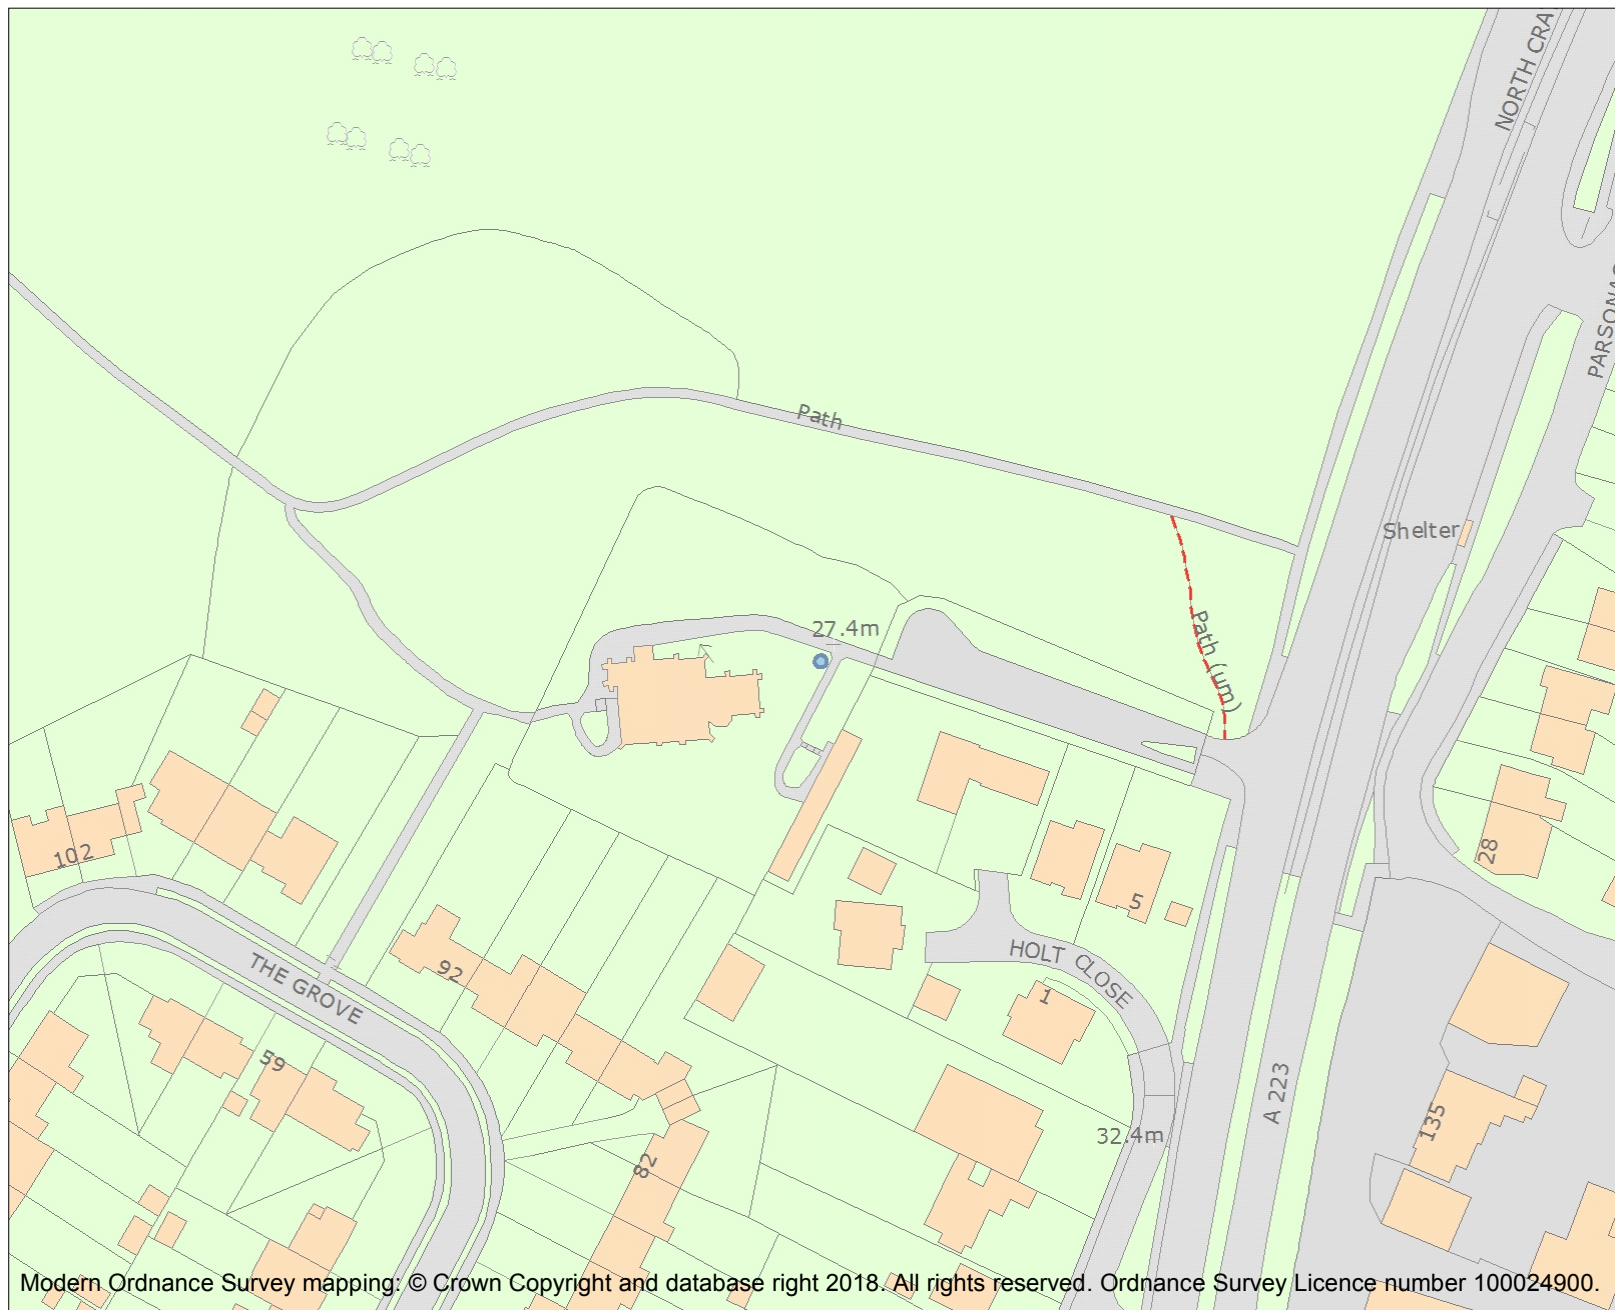 NORTH CRA
PARSONAG
Path
Shelter
27.4m
Path (um)
102
28
5
92
THE GROVE
HOLT CLOSE
1
59
A 223
135
32.4m
82
Modern Ordnance Survey mapping: © Crown Copyright and database right 2018. All rights reserved. Ordnance Survey Licence number 100024900.